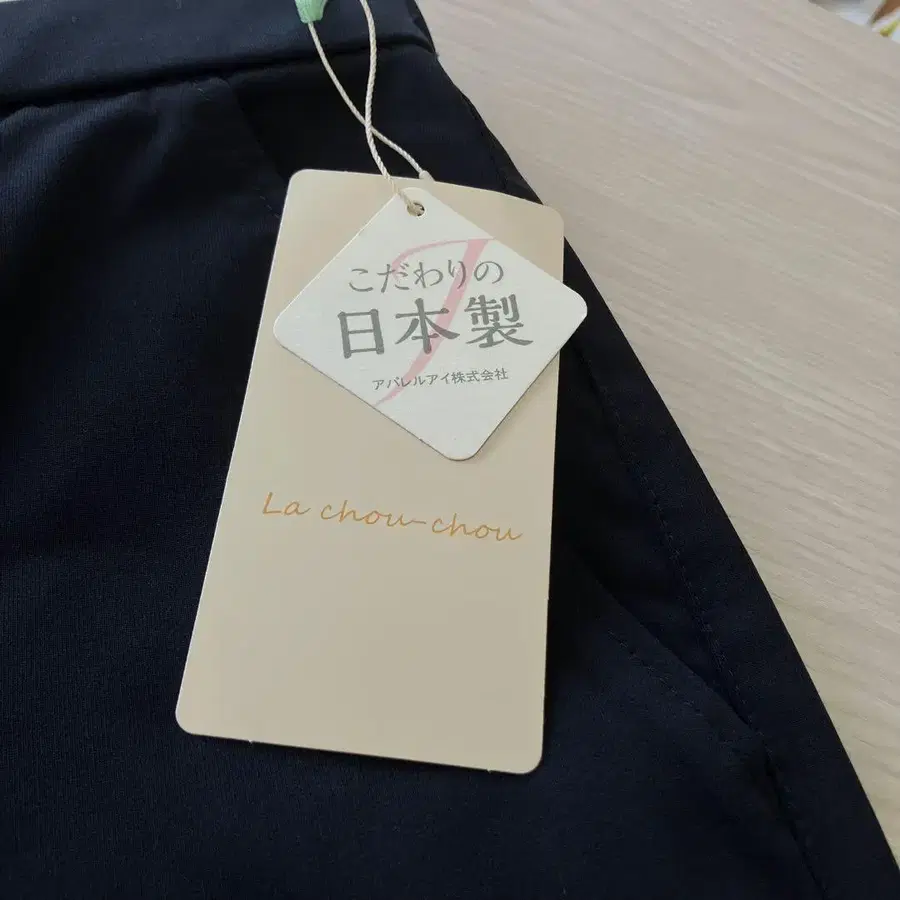 こだわりの
日本製
アパレルアイ株式会社
La chou-chou